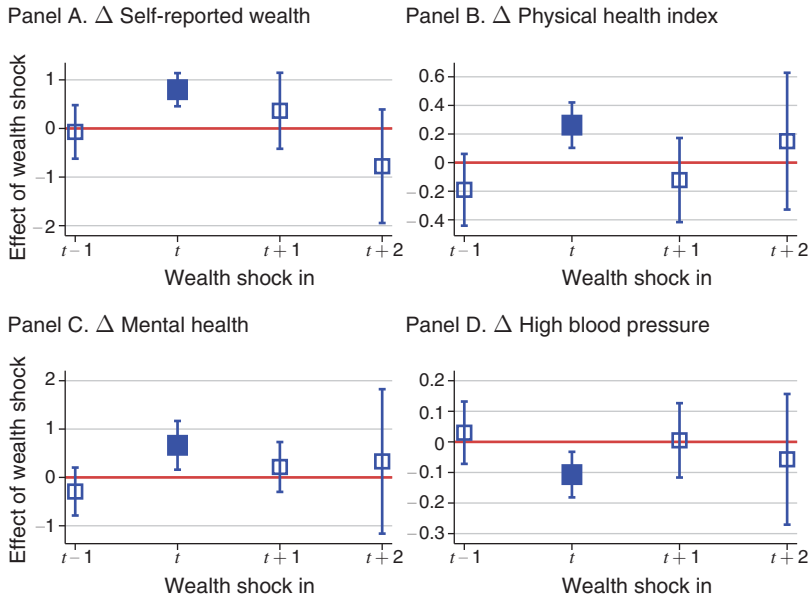 Panel A. Δ Self-reported wealth
Effect of wealth shock
1
0
−1
−2
t − 1 t t + 1 t + 2
Wealth shock in
Panel B. Δ Physical health index
0.6
0.4
0.2
0
−0.2
−0.4
t − 1 t t + 1 t + 2
Wealth shock in
Panel C. Δ Mental health
Effect of wealth shock
2
1
0
−1
t − 1 t t + 1 t + 2
Wealth shock in
Panel D. Δ High blood pressure
0.2
0.1
0
−0.1
−0.2
−0.3
t − 1 t t + 1 t + 2
Wealth shock in